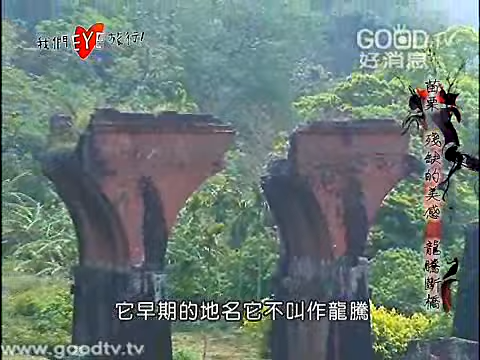 我們EYE旅行!
GOODTV
好消息
苗栗 殘缺的美感 龍騰斷橋
它早期的地名它不叫作龍騰
www.goodtv.tv